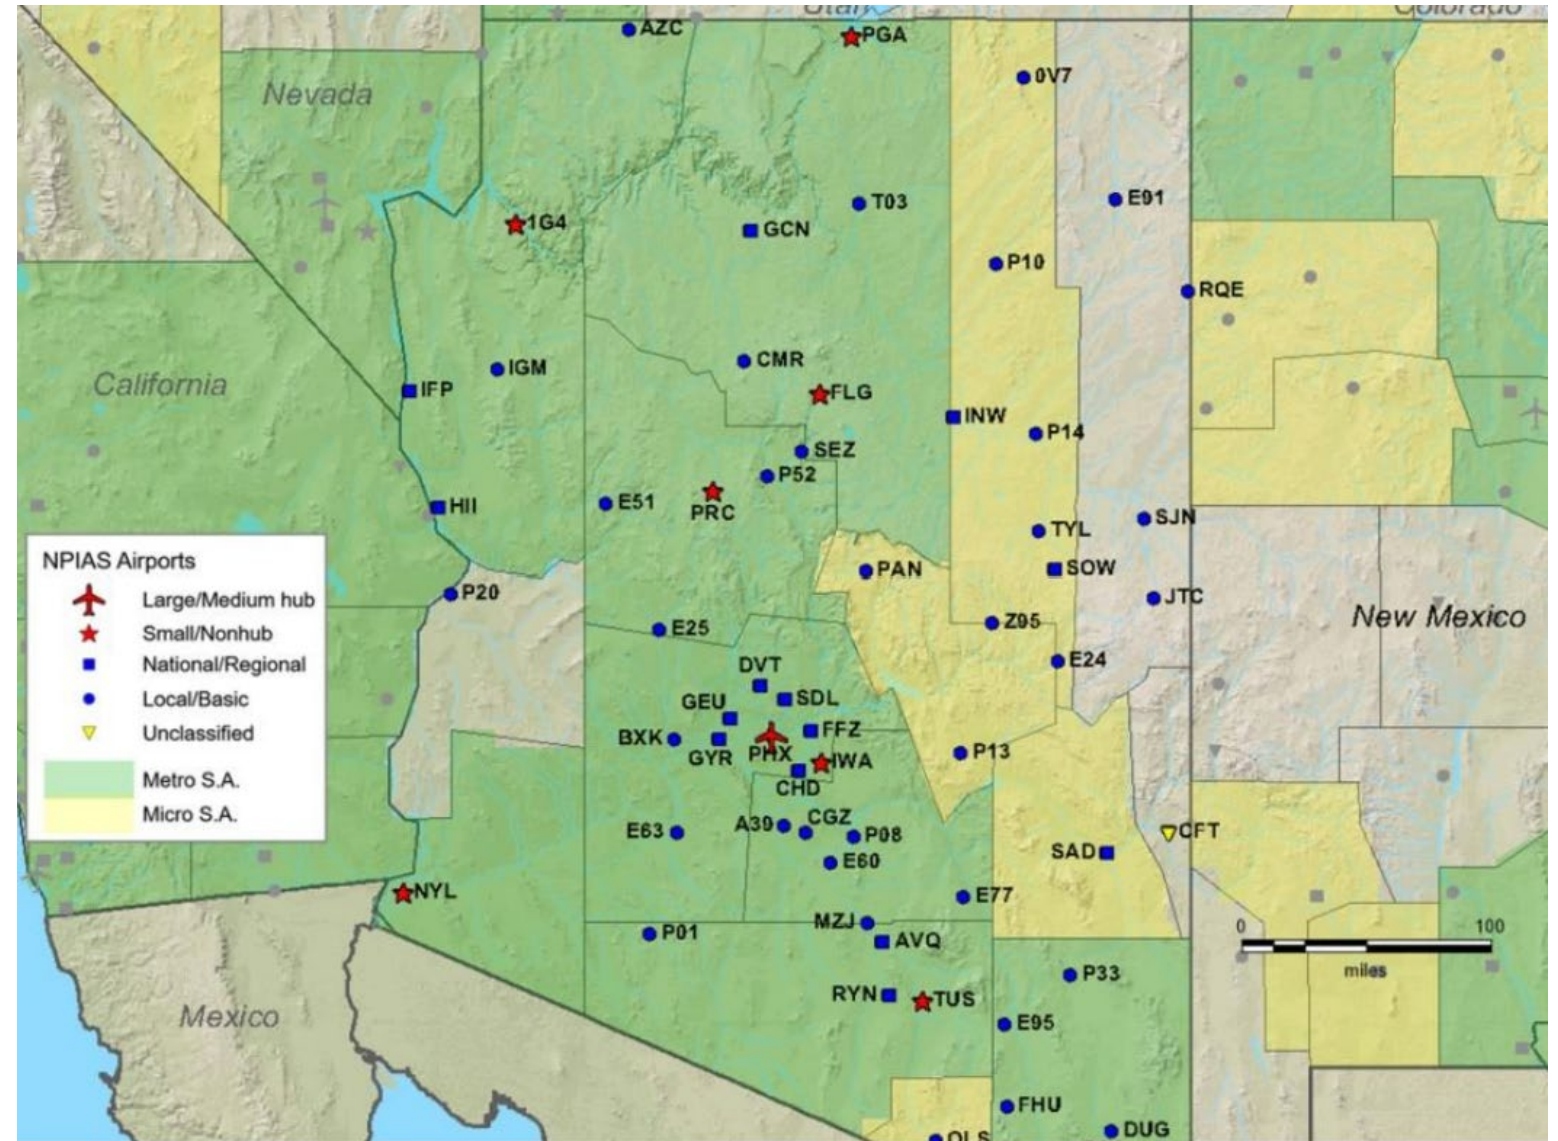 Utah
Colorado
AZC
PGA
0V7
Nevada
E91
T03
1G4
GCN
P10
RQE
CMR
IGM
California
IFP
FLG
INW
P14
SEZ
P52
E51
PRC
HII
SJN
TYL
NPIAS Airports
SOW
PAN
Large/Medium hub
P20
JTC
New Mexico
Small/Nonhub
E25
Z95
National/Regional
DVT
E24
Local/Basic
GEU
SDL
Unclassified
BXK
FFZ
GYR
PHX
IWA
P13
Metro S.A.
CHD
Micro S.A.
A39
CGZ
E63
P08
CFT
E60
SAD
NYL
E77
MZJ
0 100
P01
AVQ
miles
P33
RYN
TUS
Mexico
E95
FHU
DUG
OLS